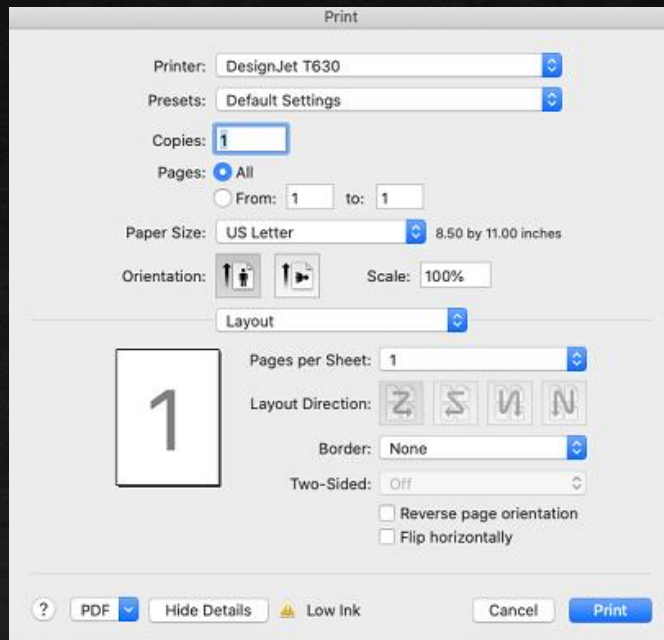 Print
Printer: DesignJet T630
Presets: Default Settings
Copies: 1
Pages: All
From: 1 to: 1
Paper Size: US Letter 8.50 by 11.00 inches
Orientation: Scale: 100%
Layout
Pages per Sheet: 1
1
Layout Direction:
Border: None
Two-Sided: Off
Reverse page orientation
Flip horizontally
? PDF Hide Details Low Ink Cancel Print